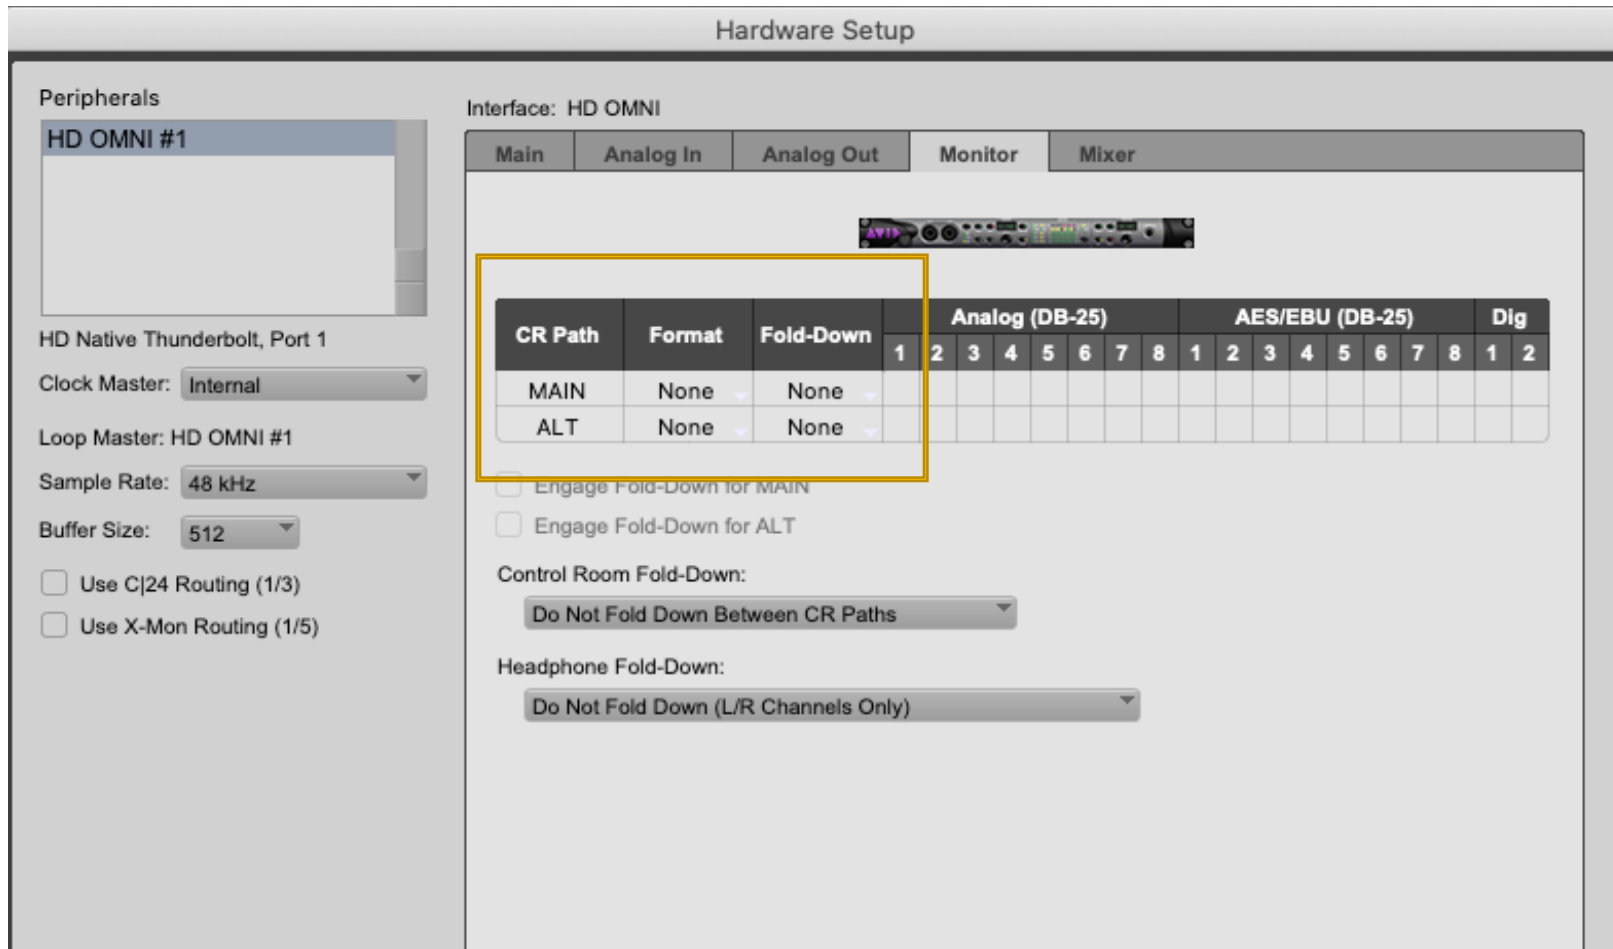 Hardware Setup
Peripherals
HD OMNI #1
HD Native Thunderbolt, Port 1
Clock Master: Internal
Loop Master: HD OMNI #1
Sample Rate: 48 kHz
Buffer Size: 512
Use C|24 Routing (1/3)
Use X-Mon Routing (1/5)
Interface: HD OMNI
Main Analog In Analog Out Monitor Mixer
AVID
CR Path Format Fold-Down Analog (DB-25) AES/EBU (DB-25) Dig
1 2 3 4 5 6 7 8 1 2 3 4 5 6 7 8 1 2
MAIN None None
ALT None None
Engage Fold-Down for MAIN
Engage Fold-Down for ALT
Control Room Fold-Down:
Do Not Fold Down Between CR Paths
Headphone Fold-Down:
Do Not Fold Down (L/R Channels Only)